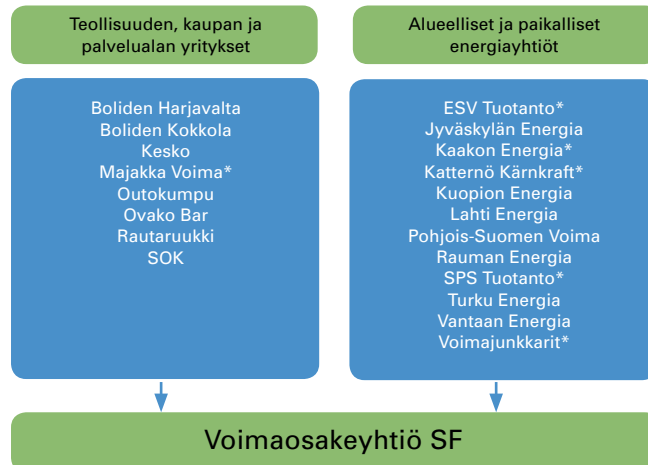 Teollisuuden, kaupan ja
palvelualan yritykset
Boliden Harjavalta
Boliden Kokkola
Kesko
Majakka Voima*
Outokumpu
Ovako Bar
Rautaruukki
SOK
Alueelliset ja paikalliset
energiayhtiöt
ESV Tuotanto*
Jyväskylän Energia
Kaakon Energia*
Katternö Kärnkraft*
Kuopion Energia
Lahti Energia
Pohjois-Suomen Voima
Rauman Energia
SPS Tuotanto*
Turku Energia
Vantaan Energia
Voimajunkkarit*
Voimaosakeyhtiö SF